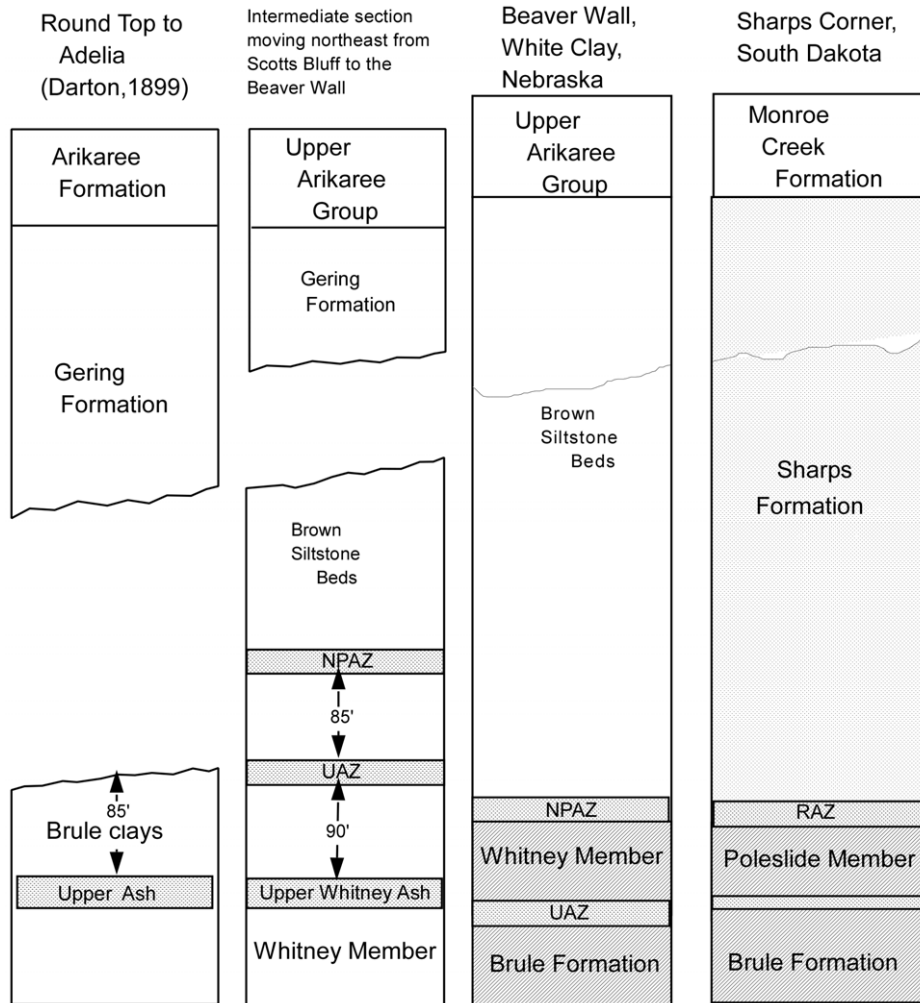 Round Top to
Adelia
(Darton,1899)
Arikaree
Formation
Gering
Formation
85'
Brule clays
Upper Ash
Intermediate section
moving northeast from
Scotts Bluff to the
Beaver Wall
Upper
Arikaree
Group
Gering
Formation
Brown
Siltstone
Beds
NPAZ
85'
UAZ
90'
Upper Whitney Ash
Whitney Member
Beaver Wall,
White Clay,
Nebraska
Upper
Arikaree
Group
Brown
Siltstone
Beds
NPAZ
Whitney Member
UAZ
Brule Formation
Sharps Corner,
South Dakota
Monroe
Creek
Formation
Sharps
Formation
RAZ
Poleslide Member
Brule Formation